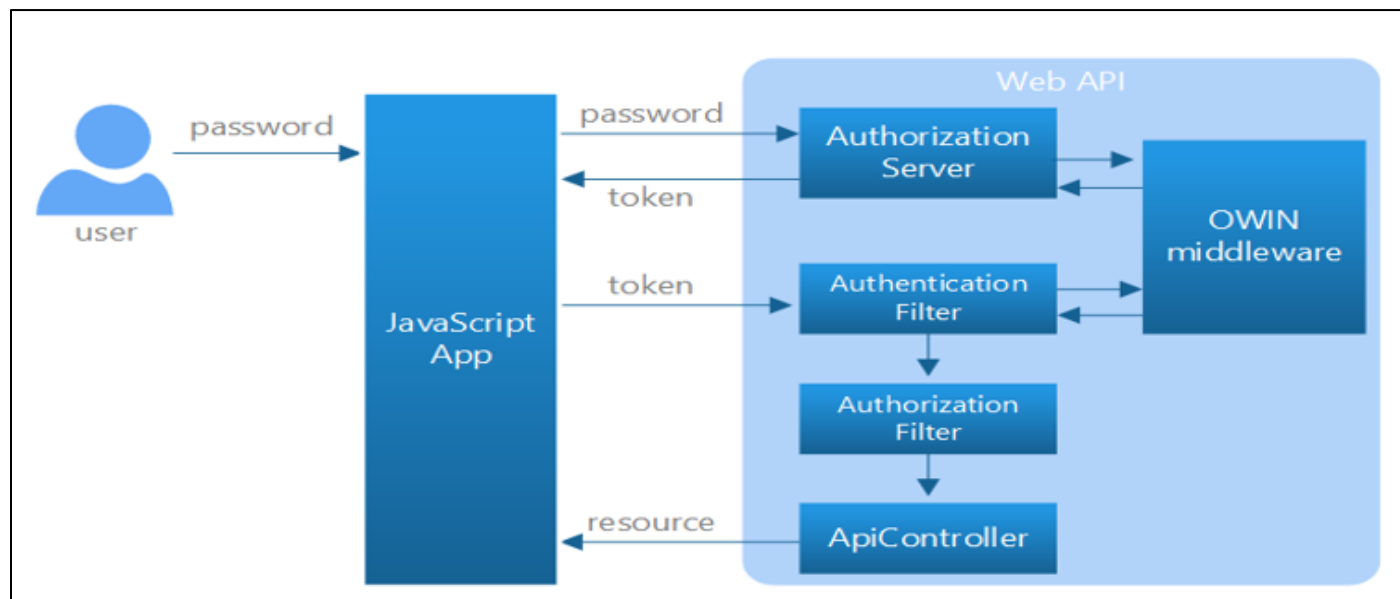 Web API
password
password
Authorization
Server
token
user
OWIN
middleware
token
Authentication
Filter
JavaScript
App
Authorization
Filter
resource
ApiController